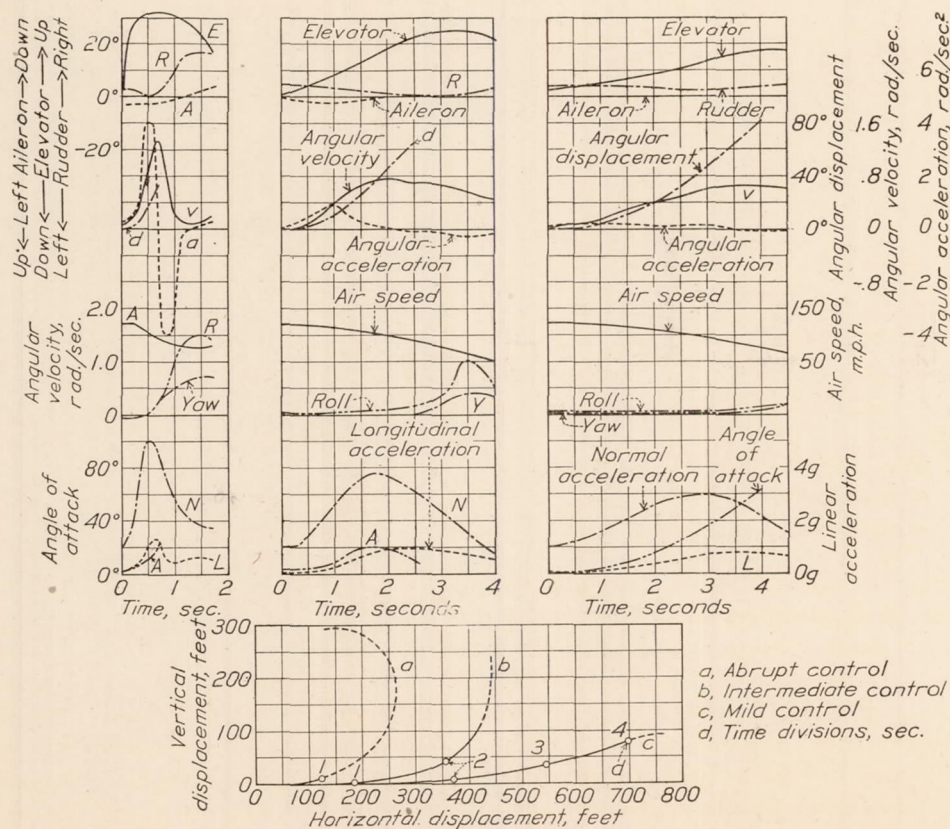 20°
0°
-20°
E
R
A
v
d
a
Up<-Left Aileron->Down
Down<-Elevator->Up
Left<-Rudder->Right
Elevator
R
Aileron
Angular velocity
d
Angular acceleration
Elevator
Aileron
Rudder
Angular displacement
v
Angular acceleration
80°
40°
0°
Angular displacement
1.6
.8
0
-.8
Angular velocity, rad./sec.
6
4
2
0
-2
-4
Angular acceleration, rad./sec.²
2.0
1.0
0
Angular velocity, rad./sec.
A
R
Yaw
Air speed
Roll
Y
Air speed
Roll
Yaw
150
50
Air speed, m.p.h.
80°
40°
0°
Angle of attack
N
A
L
Longitudinal acceleration
N
A
Normal acceleration
Angle of attack
L
4g
2g
0g
Linear acceleration
0 2
Time, sec.
0 1 2 3 4
Time, seconds
0 1 2 3 4
Time, seconds
300
200
100
0
Vertical displacement, feet
a
b
1
1
2
3
4
c
d
0 100 200 300 400 500 600 700 800
Horizontal displacement, feet
a, Abrupt control
b, Intermediate control
c, Mild control
d, Time divisions, sec.